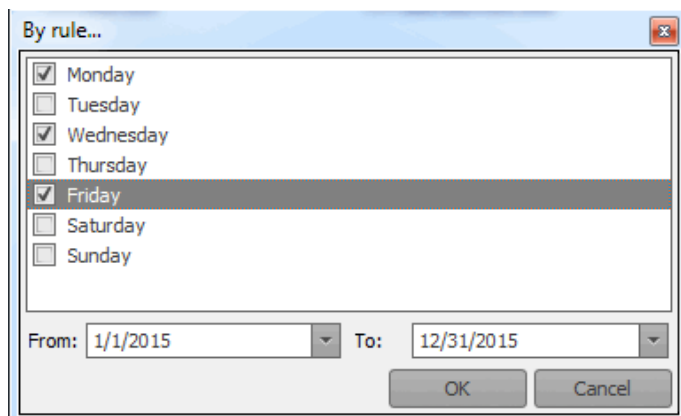 By rule...
Monday
Tuesday
Wednesday
Thursday
Friday
Saturday
Sunday
From: 1/1/2015 To: 12/31/2015
OK Cancel